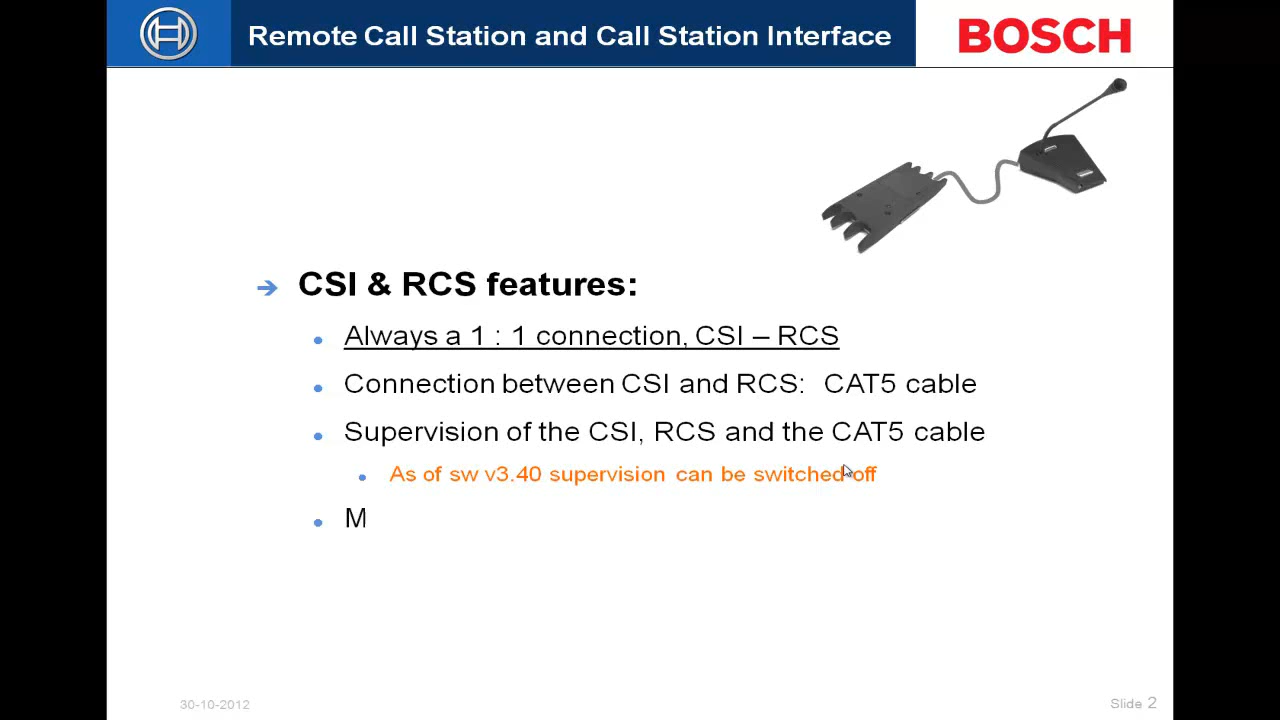 Remote Call Station and Call Station Interface
BOSCH
CSI & RCS features:
Always a 1 : 1 connection, CSI – RCS
Connection between CSI and RCS: CAT5 cable
Supervision of the CSI, RCS and the CAT5 cable
As of sw v3.40 supervision can be switched off
M
30-10-2012
Slide 2